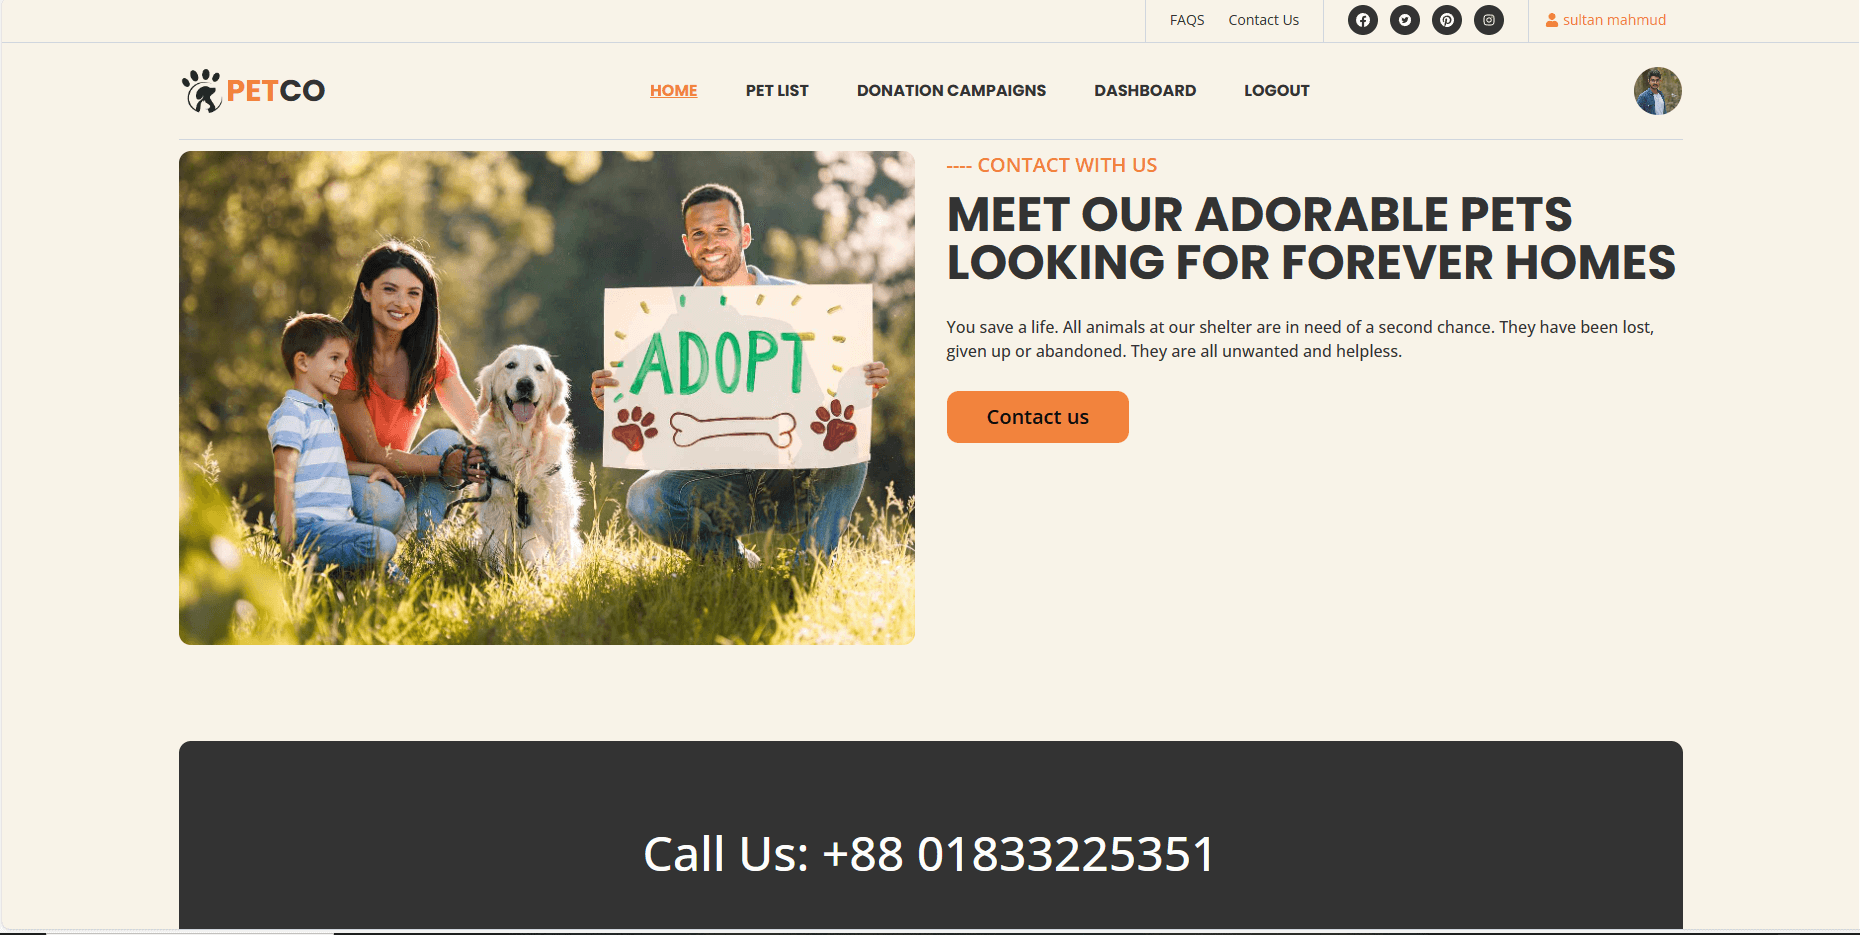 FAQS Contact Us sultan mahmud
PETCO
HOME PET LIST DONATION CAMPAIGNS DASHBOARD LOGOUT
ADOPT
---- CONTACT WITH US
MEET OUR ADORABLE PETS
LOOKING FOR FOREVER HOMES
You save a life. All animals at our shelter are in need of a second chance. They have been lost,
given up or abandoned. They are all unwanted and helpless.
Contact us
Call Us: +88 01833225351